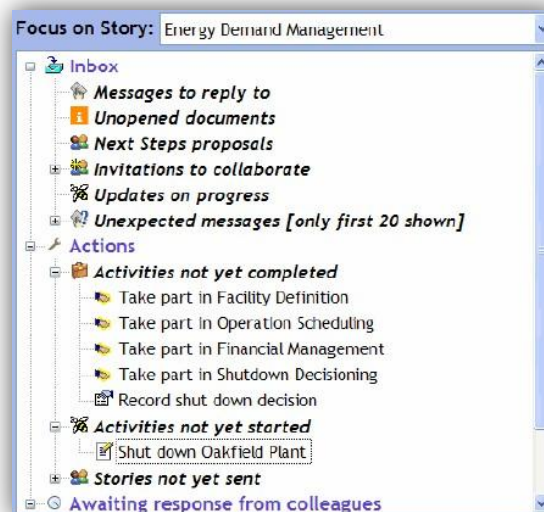 Focus on Story: Energy Demand Management
Inbox
Messages to reply to
Unopened documents
Next Steps proposals
Invitations to collaborate
Updates on progress
Unexpected messages [only first 20 shown]
Actions
Activities not yet completed
Take part in Facility Definition
Take part in Operation Scheduling
Take part in Financial Management
Take part in Shutdown Decisioning
Record shut down decision
Activities not yet started
Shut down Oakfield Plant
Stories not yet sent
Awaiting response from colleagues